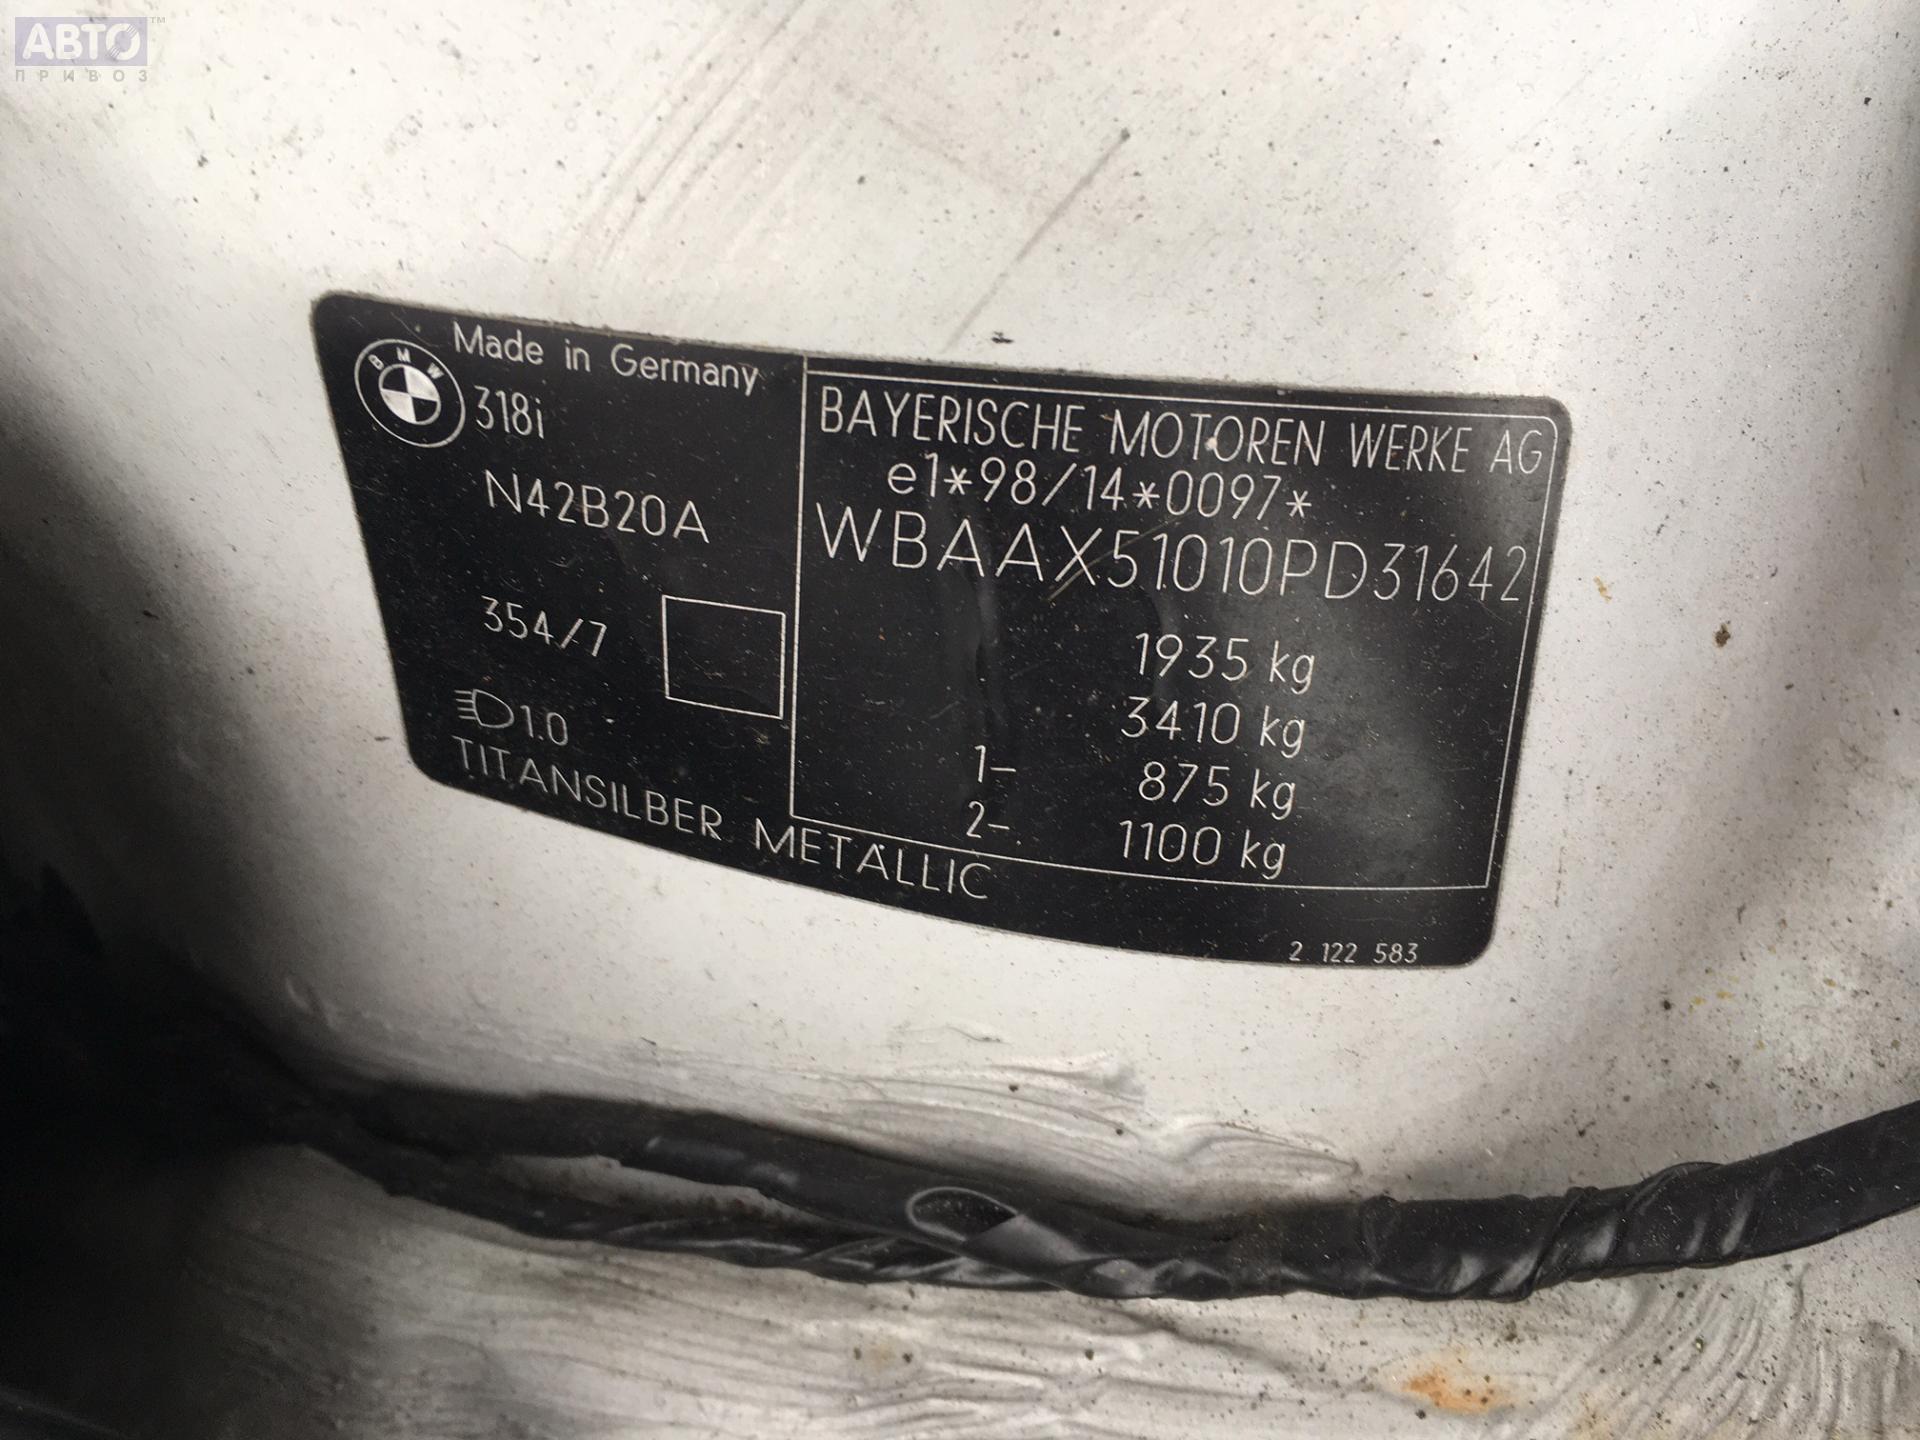 АВТО™
ПРИВОЗ
Made in Germany
BMW
318i
N42B20A
354/7
1.0
TITANSILBER METALLIC
BAYERISCHE MOTOREN WERKE AG
e1*98/14*0097*
WBAAX51010PD31642
1935 kg
3410 kg
1- 875 kg
2- 1100 kg
2 122 583